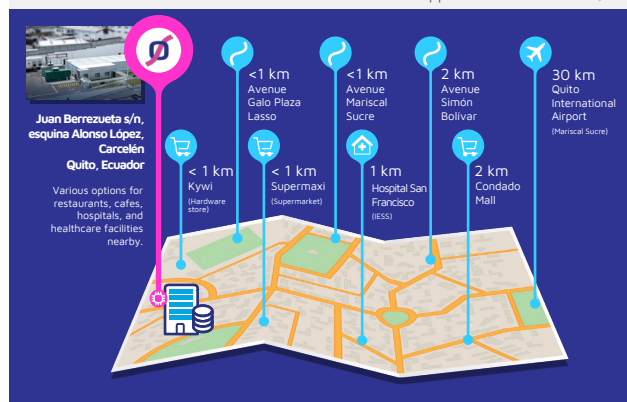 Juan Berrezueta s/n,
esquina Alonso López,
Carcelén
Quito, Ecuador
Various options for
restaurants, cafes,
hospitals, and
healthcare facilities
nearby.
<1 km
Avenue
Galo Plaza
Lasso
<1 km
Avenue
Mariscal
Sucre
2 km
Avenue
Simón
Bolívar
30 km
Quito
International
Airport
(Mariscal Sucre)
< 1 km
Kywi
(Hardware
store)
< 1 km
Supermaxi
(Supermarket)
1 km
Hospital San
Francisco
(IESS)
2 km
Condado
Mall